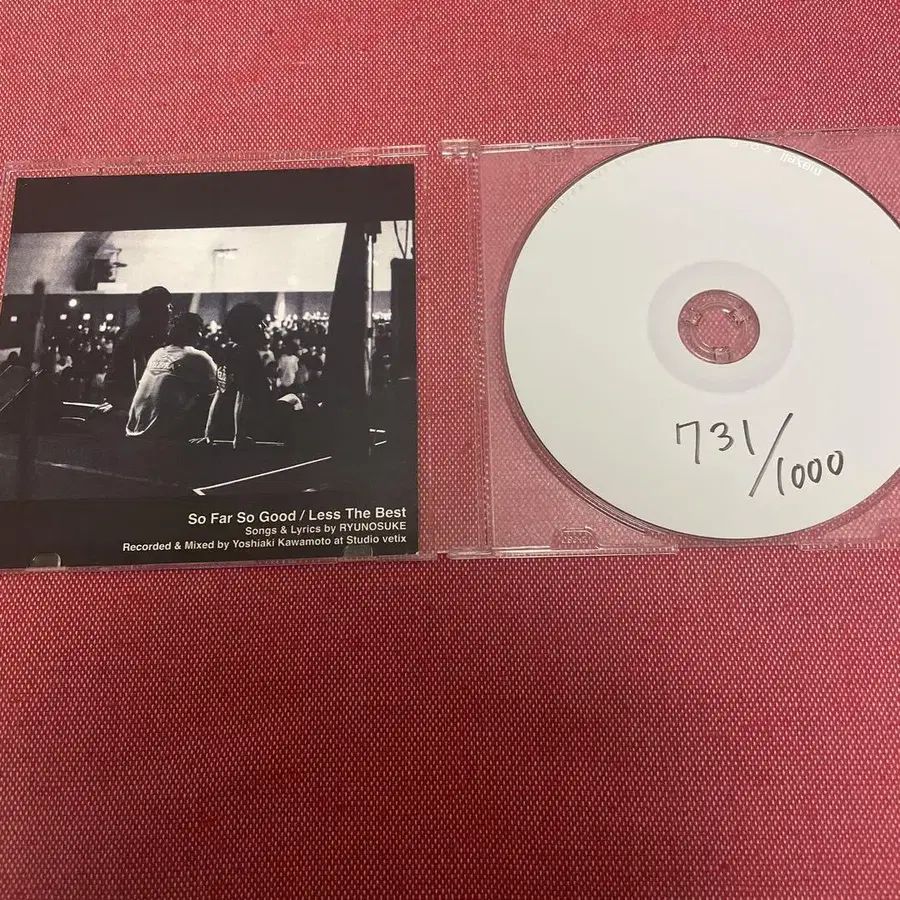 So Far So Good / Less The Best
Songs & Lyrics by RYUNOSUKE
Recorded & Mixed by Yoshiaki Kawamoto at Studio vetix
maxell
731/1000